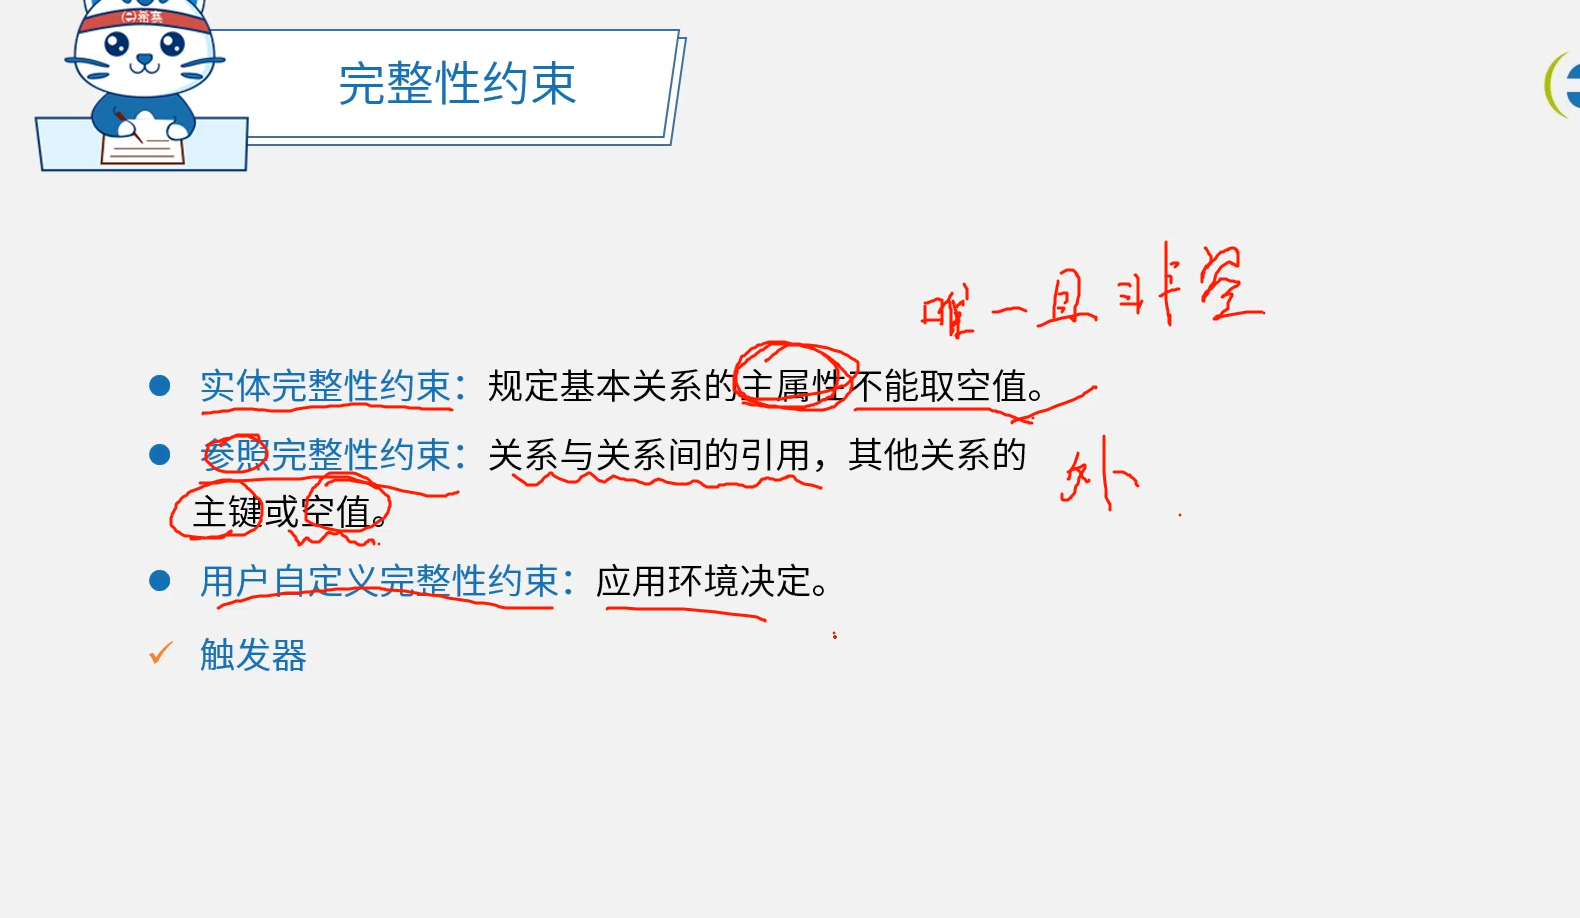 希赛
完整性约束
唯一且非空
实体完整性约束：规定基本关系的主属性不能取空值。
参照完整性约束：关系与关系间的引用，其他关系的
外
主键或空值。
用户自定义完整性约束：应用环境决定。
触发器